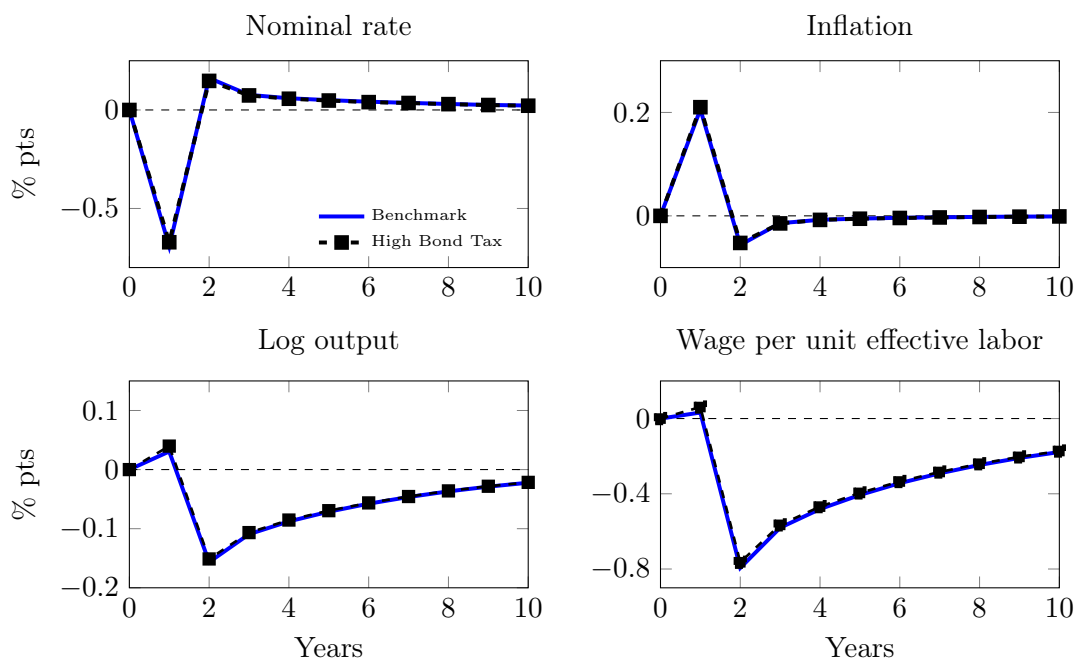 Nominal rate
0
−0.5
% pts
Benchmark
High Bond Tax
0 2 4 6 8 10
Inflation
0.2
0
0 2 4 6 8 10
Log output
0.1
0
−0.1
−0.2
% pts
0 2 4 6 8 10
Years
Wage per unit effective labor
0
−0.4
−0.8
0 2 4 6 8 10
Years